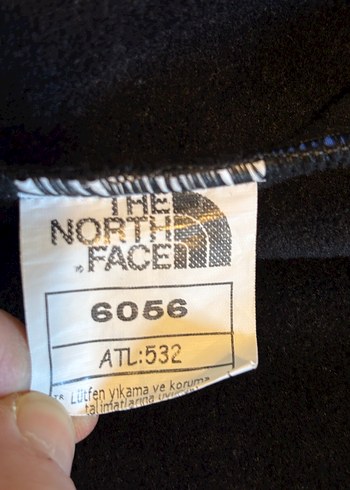 THE
NORTH
FACE
6056
ATL:532
Lütfen yıkama ve koruma
talimatlarına